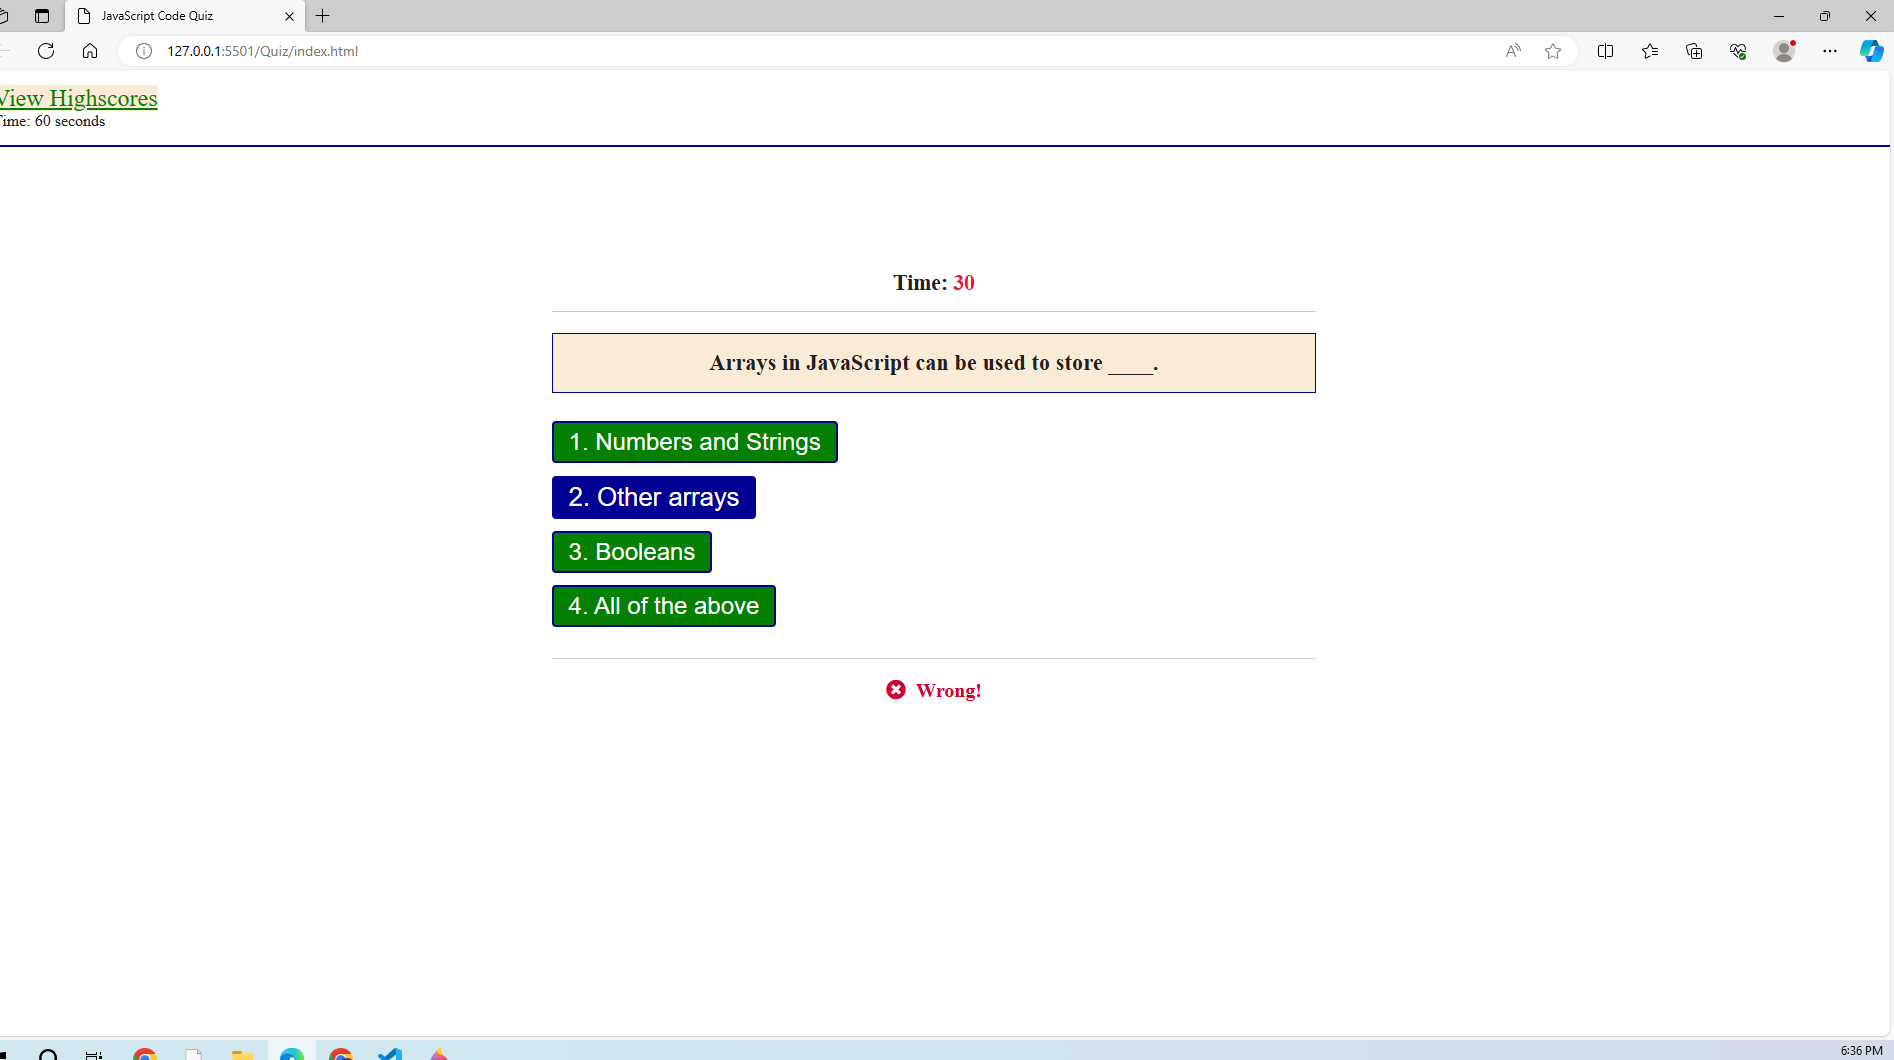 JavaScript Code Quiz
127.0.0.1:5501/Quiz/index.html
View Highscores
Time: 60 seconds
Time: 30
Arrays in JavaScript can be used to store ____.
1. Numbers and Strings
2. Other arrays
3. Booleans
4. All of the above
Wrong!
6:36 PM